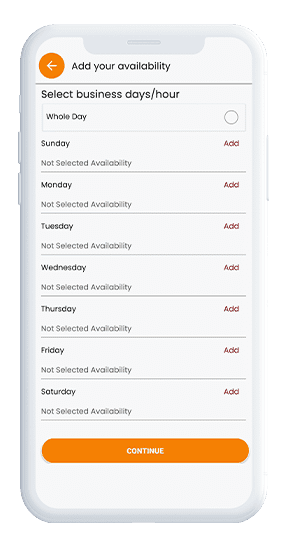 Add your availability
Select business days/hour
Whole Day
Sunday Add
Not Selected Availability
Monday Add
Not Selected Availability
Tuesday Add
Not Selected Availability
Wednesday Add
Not Selected Availability
Thursday Add
Not Selected Availability
Friday Add
Not Selected Availability
Saturday Add
Not Selected Availability
CONTINUE